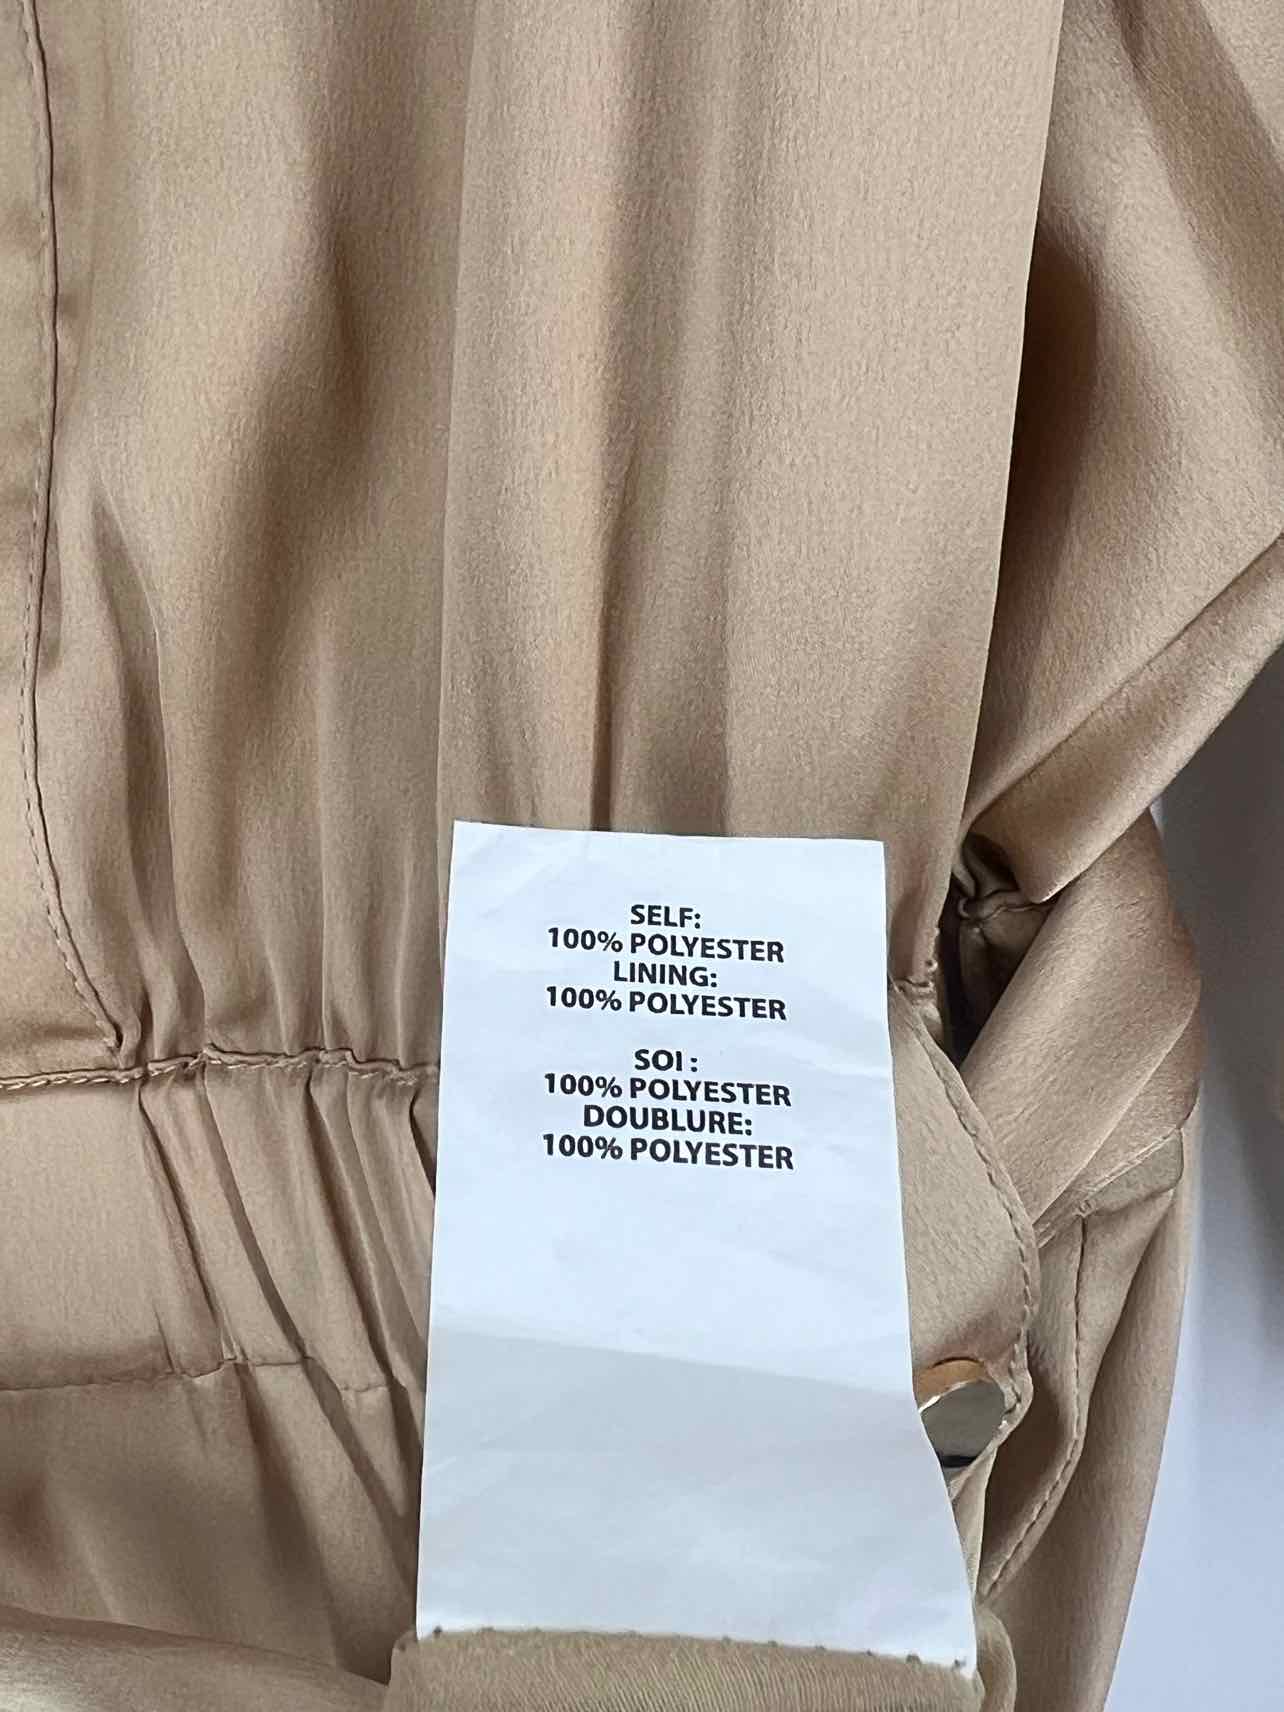 SELF:
100% POLYESTER
LINING:
100% POLYESTER
SOI :
100% POLYESTER
DOUBLURE:
100% POLYESTER